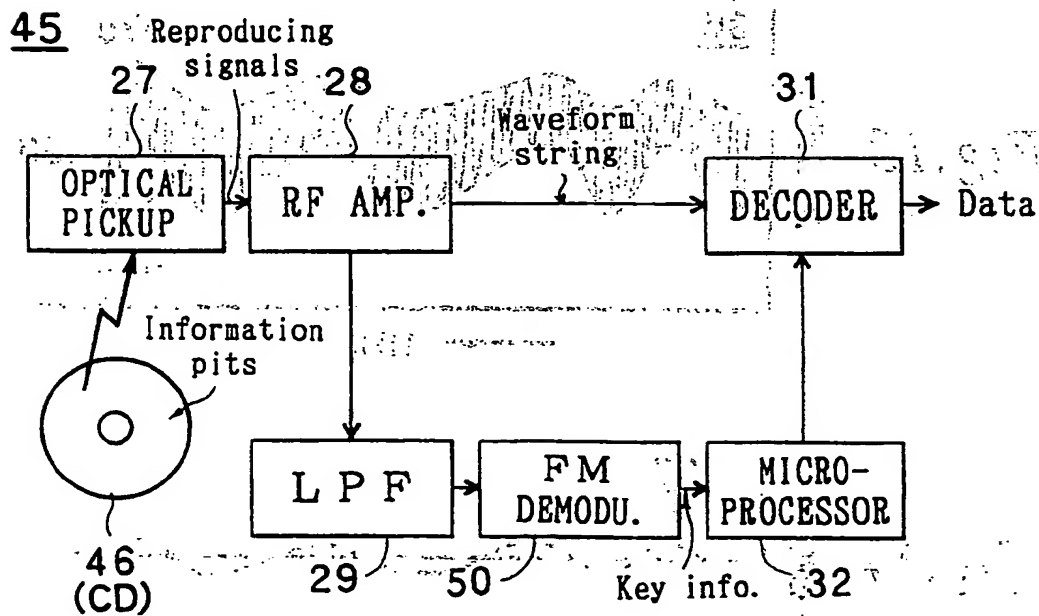 45
Reproducing
signals
27
28
31
Waveform
string
OPTICAL
PICKUP
RF AMP.
DECODER
Data
Information
pits
LPF
FM
DEMODU.
MICRO-
PROCESSOR
46
(CD)
29
50
Key info.
32